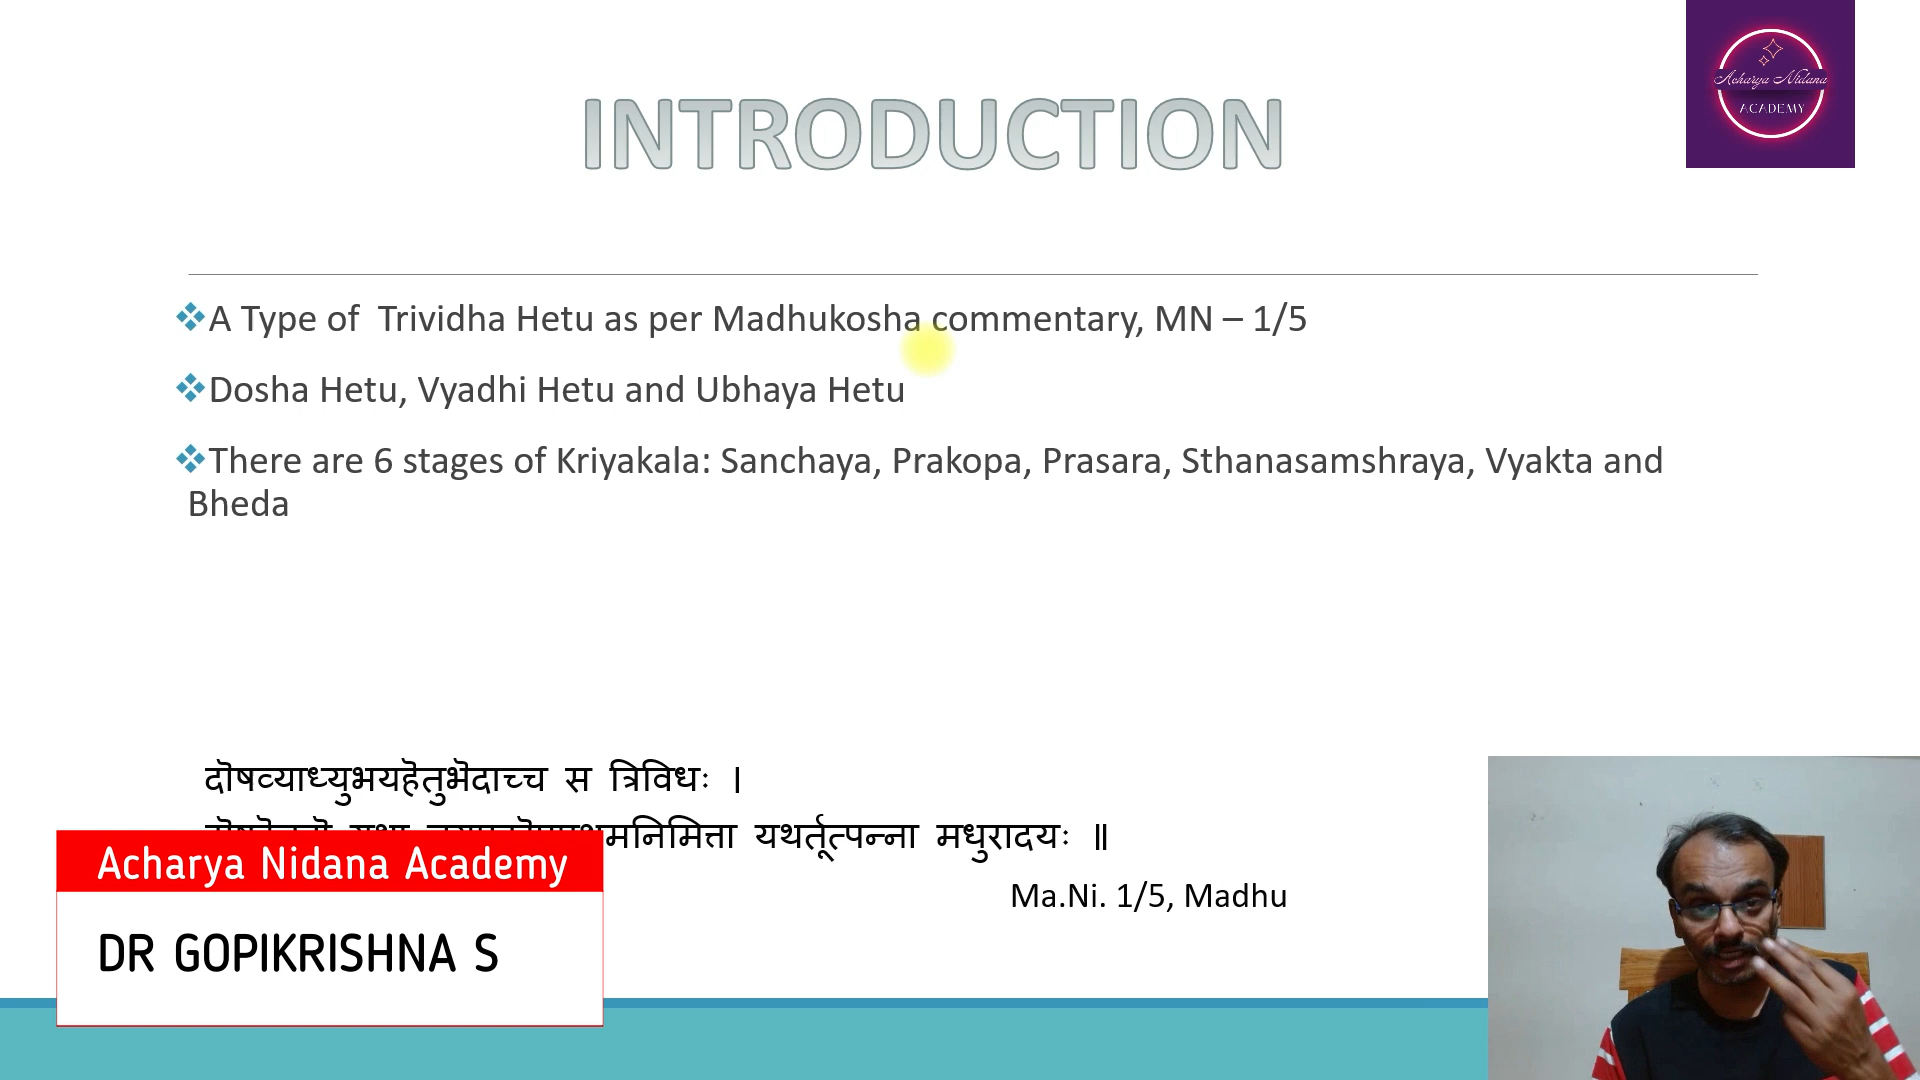 Acharya Nidana
ACADEMY
INTRODUCTION
❖A Type of Trividha Hetu as per Madhukosha commentary, MN – 1/5
❖Dosha Hetu, Vyadhi Hetu and Ubhaya Hetu
❖There are 6 stages of Kriyakala: Sanchaya, Prakopa, Prasara, Sthanasamshraya, Vyakta and
Bheda
दॊषव्याध्युभयहॆतुभॆदाच्च स त्रिविधः ।
यथर्तूत्पन्ना मधुरादयः ॥
Ma.Ni. 1/5, Madhu
Acharya Nidana Academy
DR GOPIKRISHNA S